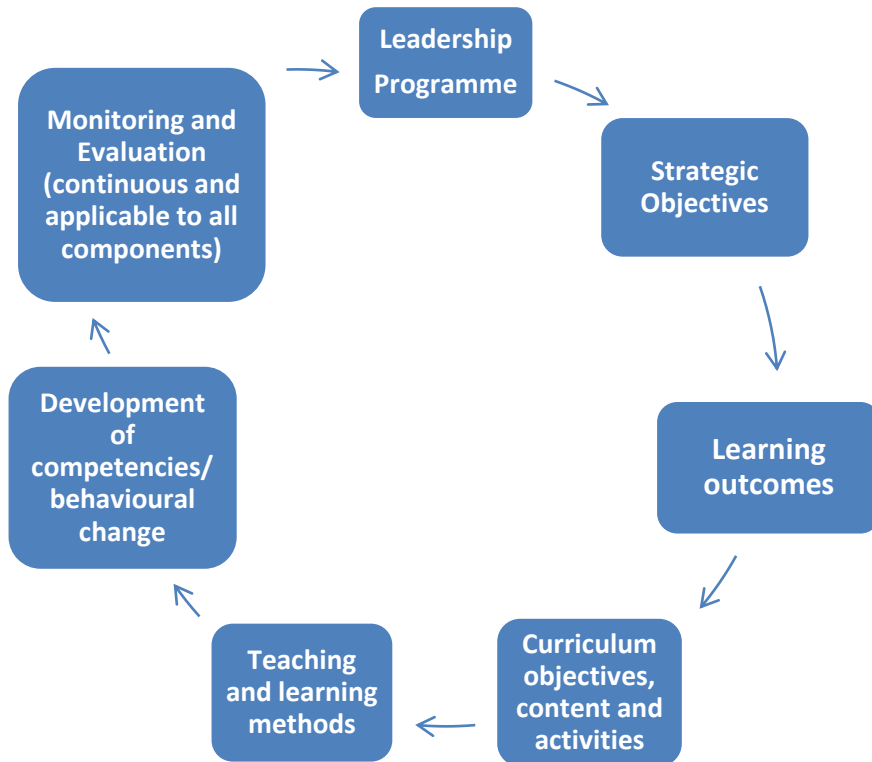 Leadership
Programme
Strategic
Objectives
Learning
outcomes
Curriculum
objectives,
content and
activities
Teaching
and learning
methods
Development
of
competencies/
behavioural
change
Monitoring and
Evaluation
(continuous and
applicable to all
components)